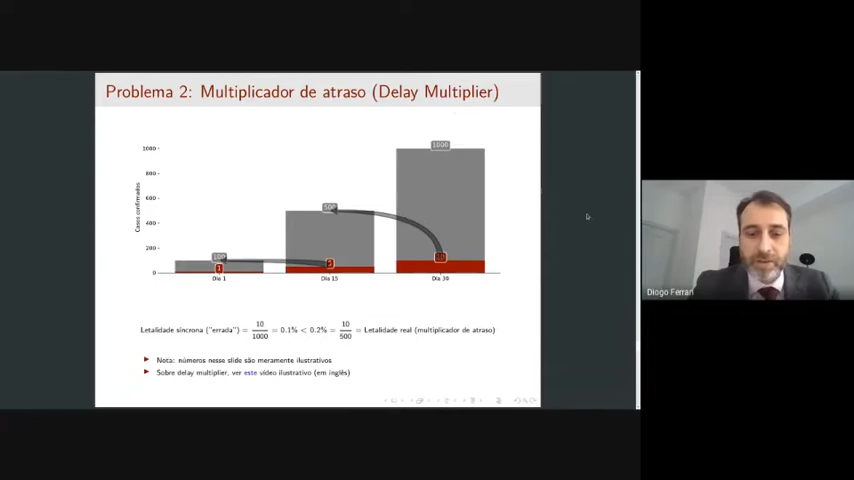 Problema 2: Multiplicador de atraso (Delay Multiplier)
1000
1000
800
600
400
200
0
Casos confirmados
100
1
500
5
10
Dia 1
Dia 15
Dia 39
Letalidade síncrona ("errada") = 10/1000 = 0.1% < 0.2% = 10/500 = Letalidade real (multiplicador de atraso)
Nota: números nesse slide são meramente ilustrativos
Sobre delay multiplier, ver este vídeo ilustrativo (em inglês)
Diogo Ferrari